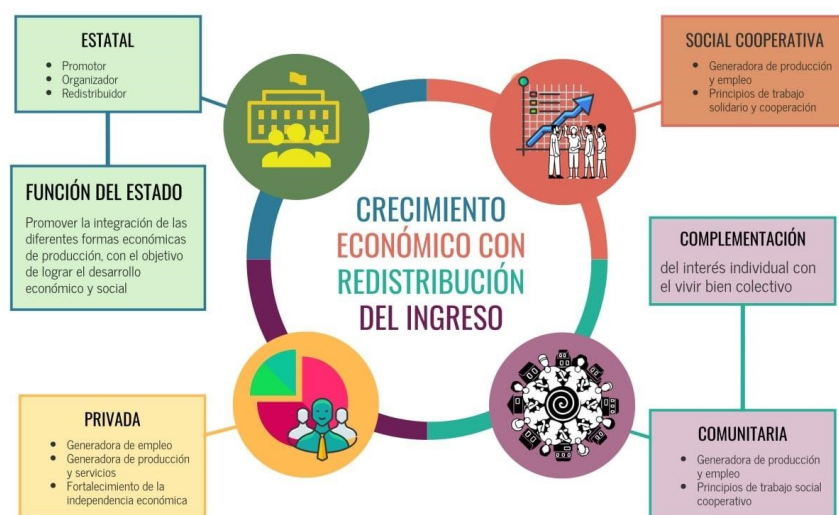 ESTATAL
Promotor
Organizador
Redistribuidor
FUNCIÓN DEL ESTADO
Promover la integración de las
diferentes formas económicas
de producción, con el objetivo
de lograr el desarrollo
económico y social
SOCIAL COOPERATIVA
Generadora de producción
y empleo
Principios de trabajo
solidario y cooperación
CRECIMIENTO
ECONÓMICO CON
REDISTRIBUCIÓN
DEL INGRESO
COMPLEMENTACIÓN
del interés individual con
el vivir bien colectivo
PRIVADA
Generadora de empleo
Generadora de producción
y servicios
Fortalecimiento de la
independencia económica
COMUNITARIA
Generadora de producción
y empleo
Principios de trabajo social
cooperativo